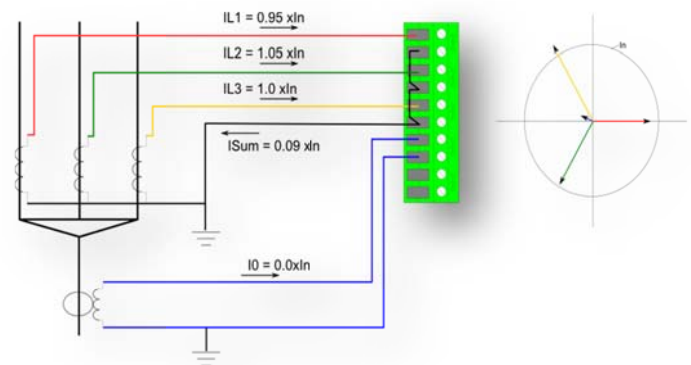 IL1 = 0.95 xIn
IL2 = 1.05 xIn
IL3 = 1.0 xIn
ISum = 0.09 xIn
I0 = 0.0xIn
In